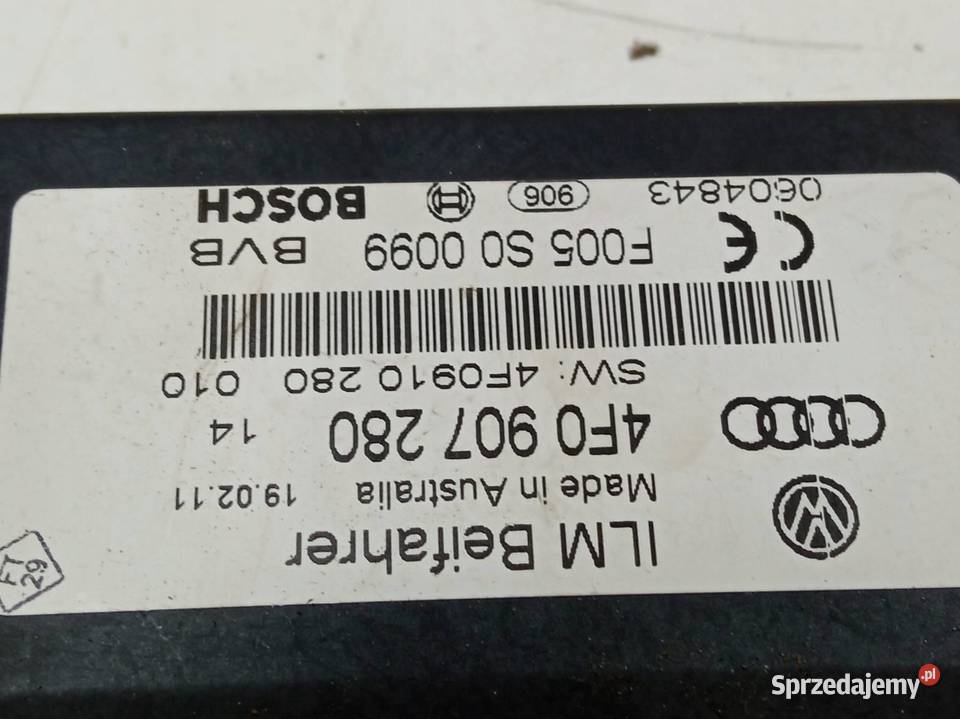 ILM Beifahrer
Made in Australia 19.02.11
4F0 907 280 14
SW: 4F0910 280 010
F005 S0 0099 BVB
0604843 906 BOSCH
FT
29
Sprzedajemy.pl